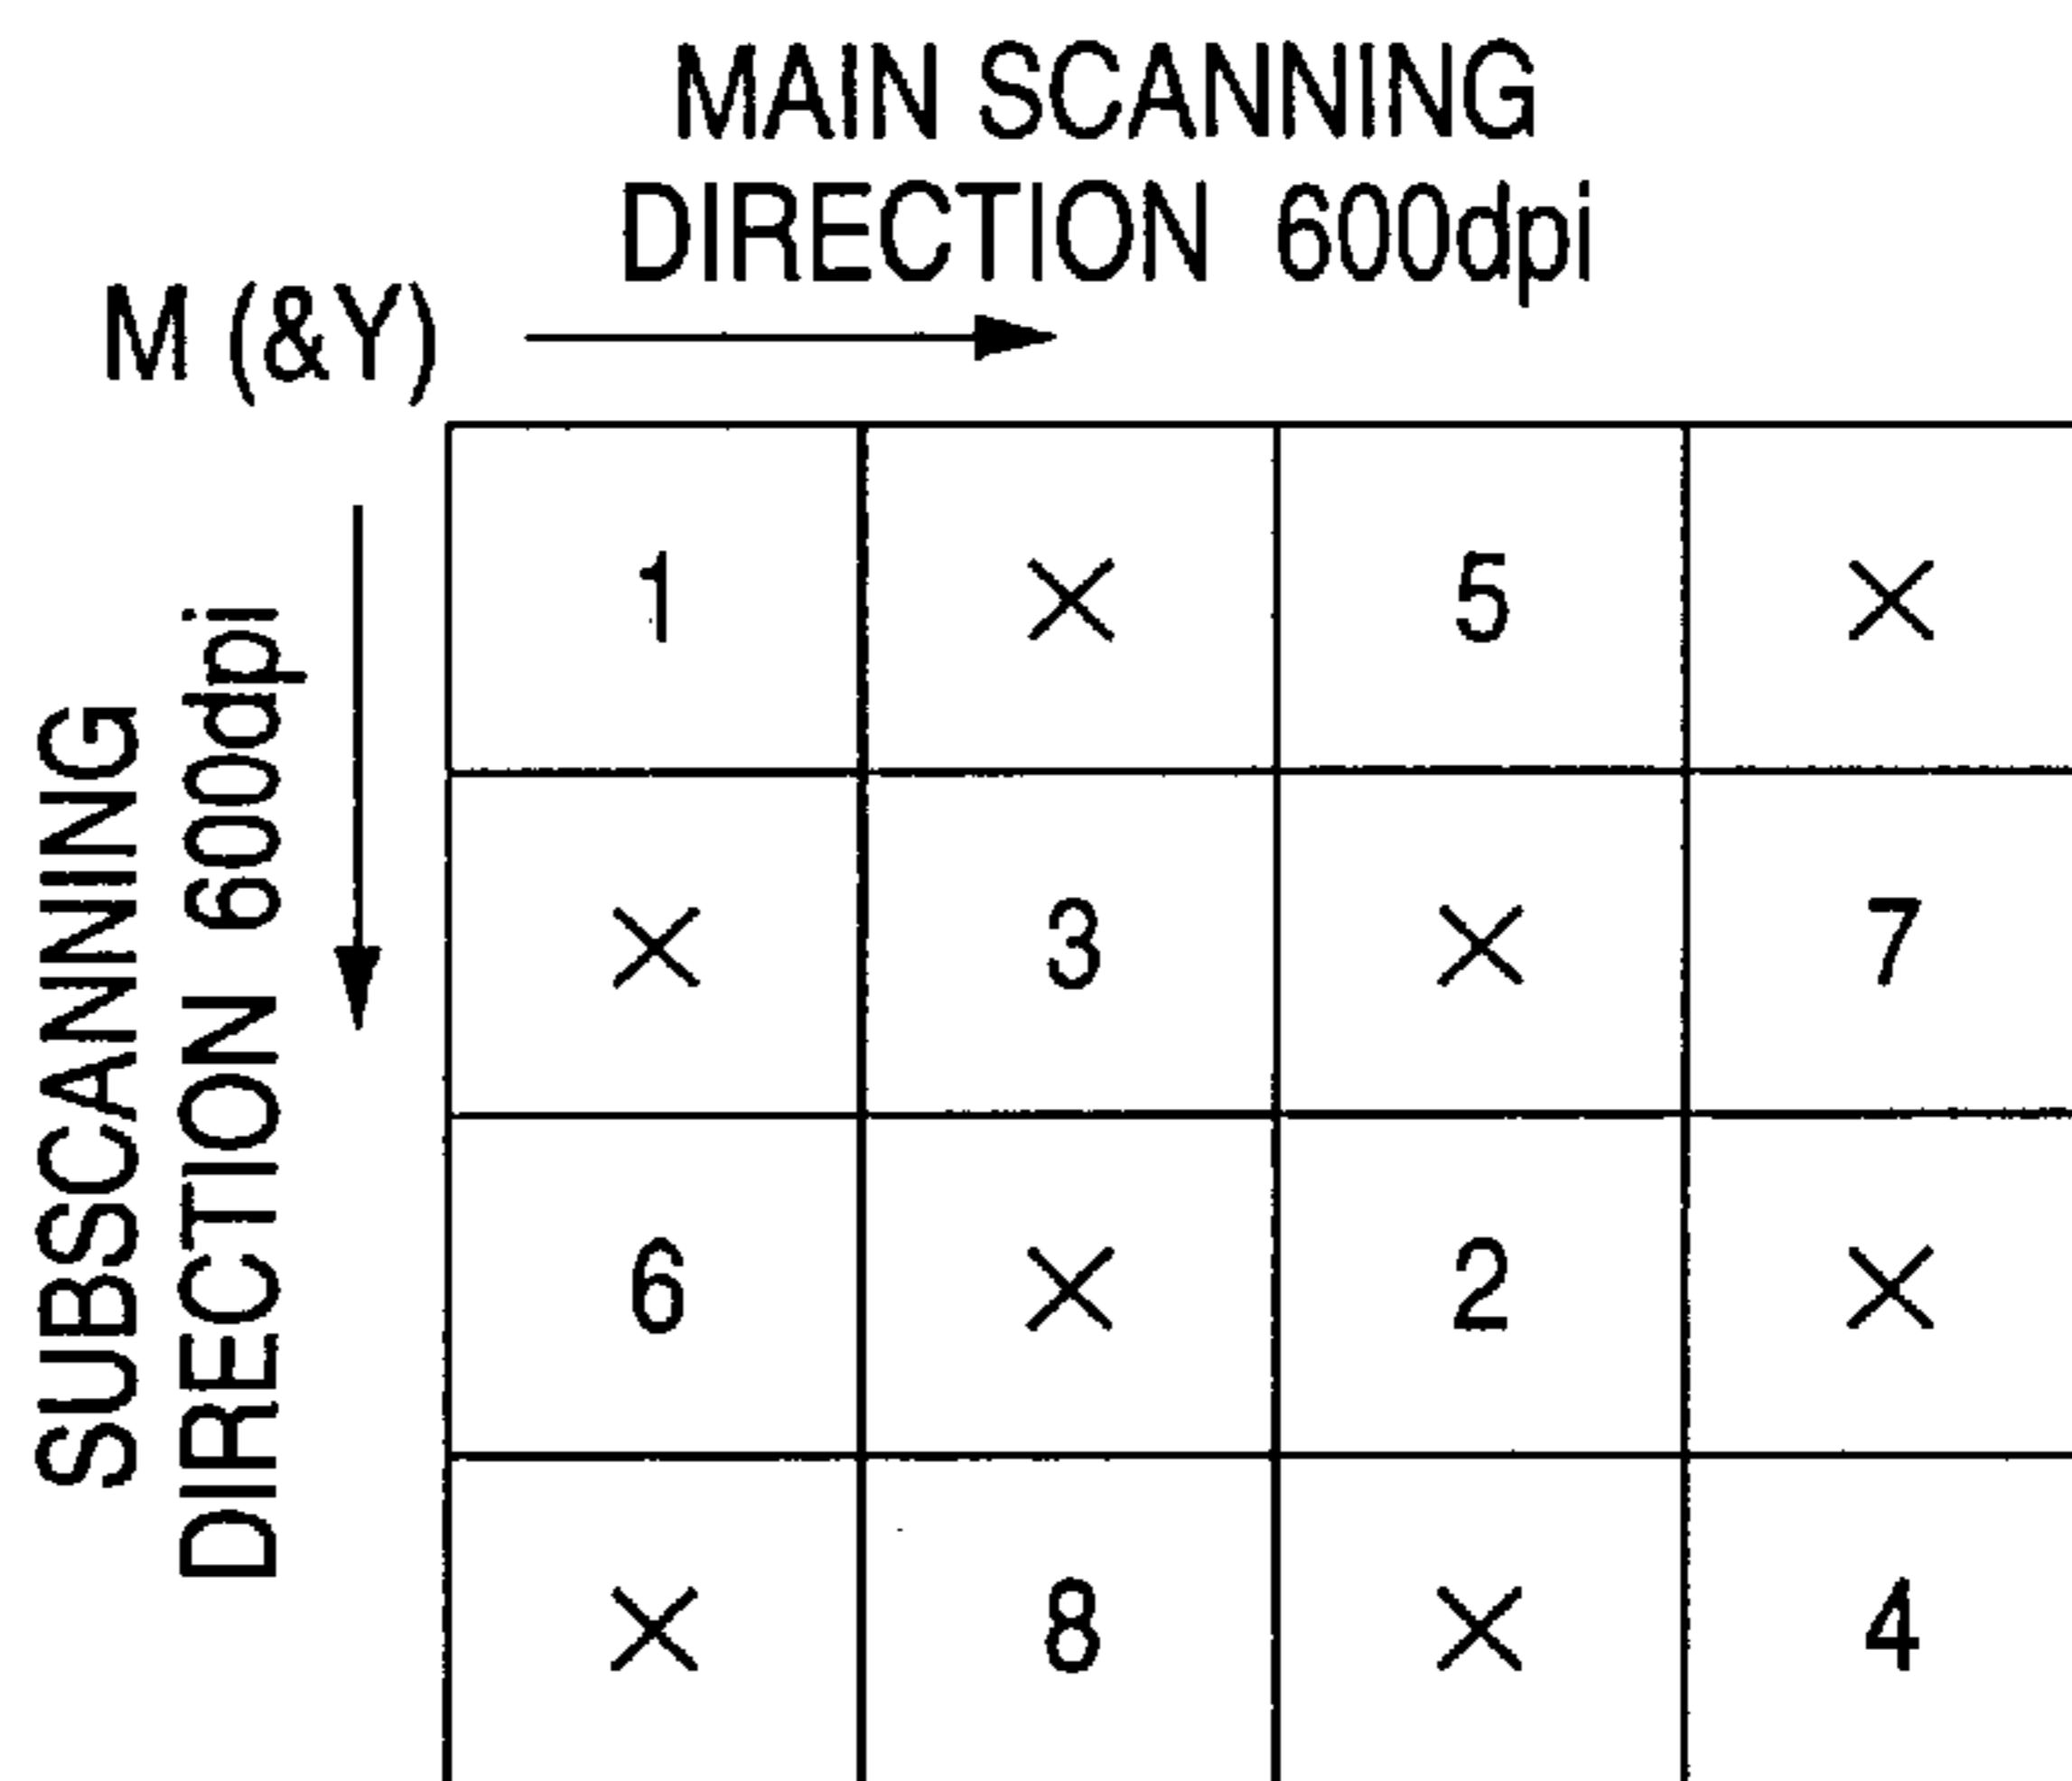 MAIN SCANNING
DIRECTION 600dpi
M (&Y)
SUBSCANNING
DIRECTION 600dpi
1 × 5 ×
× 3 × 7
6 × 2 ×
× 8 × 4